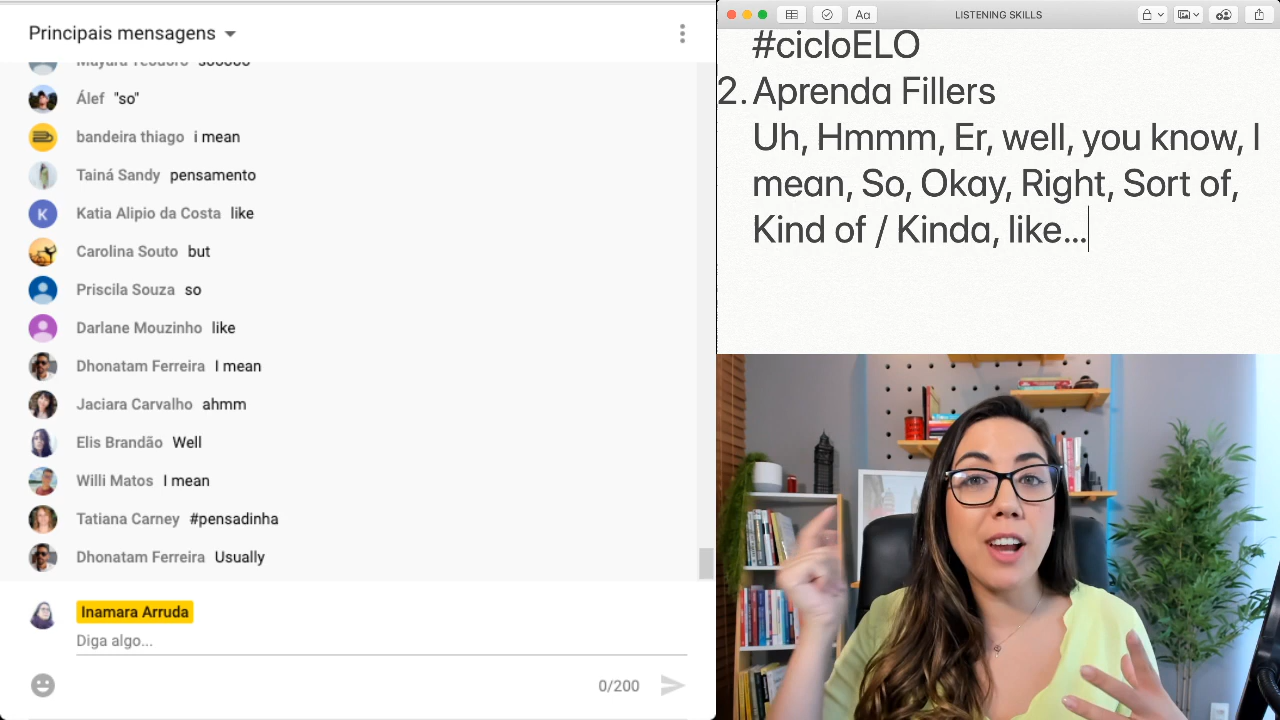 Principais mensagens
Mayara Teodoro sooooo
Álef "so"
bandeira thiago i mean
Tainá Sandy pensamento
K
Katia Alipio da Costa like
Carolina Souto but
Priscila Souza so
Darlane Mouzinho like
Dhonatam Ferreira I mean
Jaciara Carvalho ahmm
Elis Brandão Well
Willi Matos I mean
Tatiana Carney #pensadinha
Dhonatam Ferreira Usually
Inamara Arruda
Diga algo...
0/200
Aa
LISTENING SKILLS
#cicloELO
2. Aprenda Fillers
Uh, Hmmm, Er, well, you know, I
mean, So, Okay, Right, Sort of,
Kind of / Kinda, like...